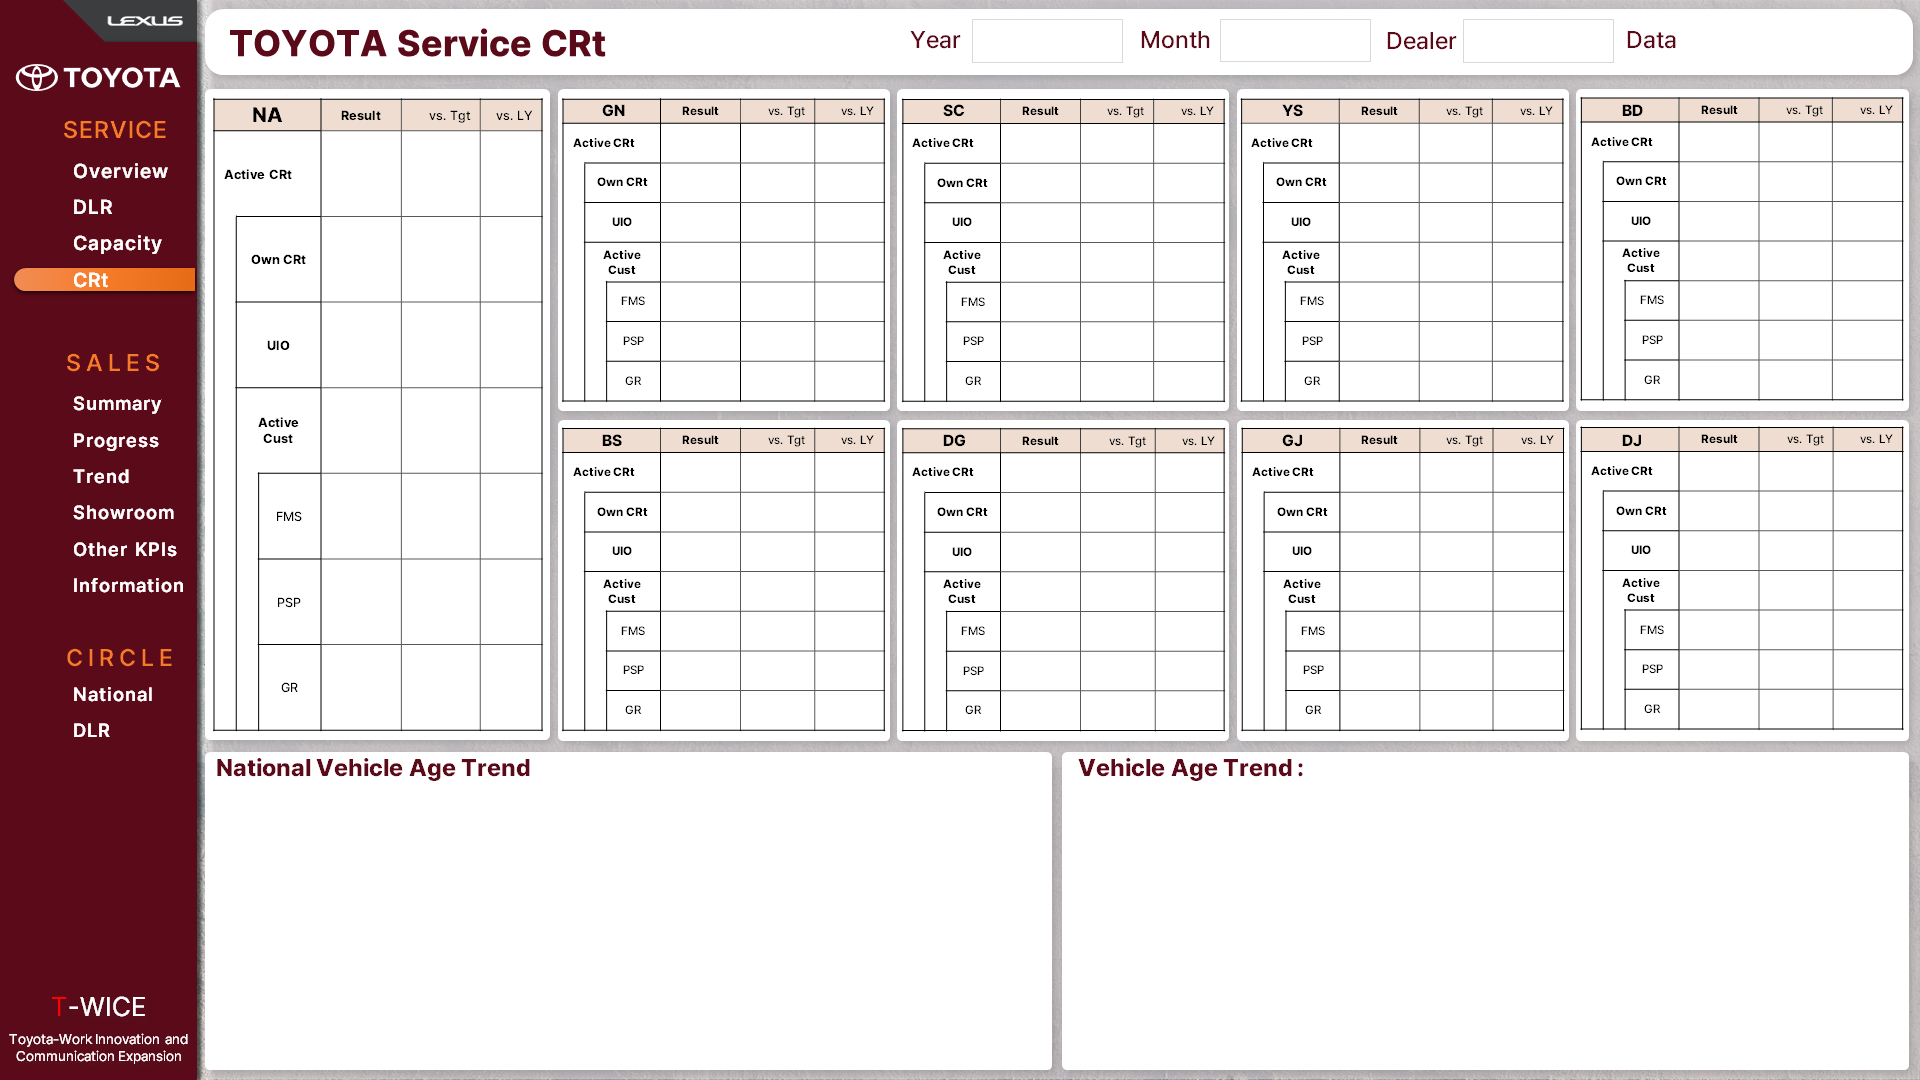 LEXUS
TOYOTA
SERVICE
Overview
DLR
Capacity
CRt
SALES
Summary
Progress
Trend
Showroom
Other KPIs
Information
CIRCLE
National
DLR
T-WICE
Toyota-Work Innovation and
Communication Expansion
TOYOTA Service CRt
Year
Month
Dealer
Data
NA Result vs. Tgt vs. LY
Active CRt
Own CRt
UIO
Active
Cust
FMS
PSP
GR
GN Result vs. Tgt vs. LY
Active CRt
Own CRt
UIO
Active
Cust
FMS
PSP
GR
SC Result vs. Tgt vs. LY
Active CRt
Own CRt
UIO
Active
Cust
FMS
PSP
GR
YS Result vs. Tgt vs. LY
Active CRt
Own CRt
UIO
Active
Cust
FMS
PSP
GR
BD Result vs. Tgt vs. LY
Active CRt
Own CRt
UIO
Active
Cust
FMS
PSP
GR
BS Result vs. Tgt vs. LY
Active CRt
Own CRt
UIO
Active
Cust
FMS
PSP
GR
DG Result vs. Tgt vs. LY
Active CRt
Own CRt
UIO
Active
Cust
FMS
PSP
GR
GJ Result vs. Tgt vs. LY
Active CRt
Own CRt
UIO
Active
Cust
FMS
PSP
GR
DJ Result vs. Tgt vs. LY
Active CRt
Own CRt
UIO
Active
Cust
FMS
PSP
GR
National Vehicle Age Trend
Vehicle Age Trend :